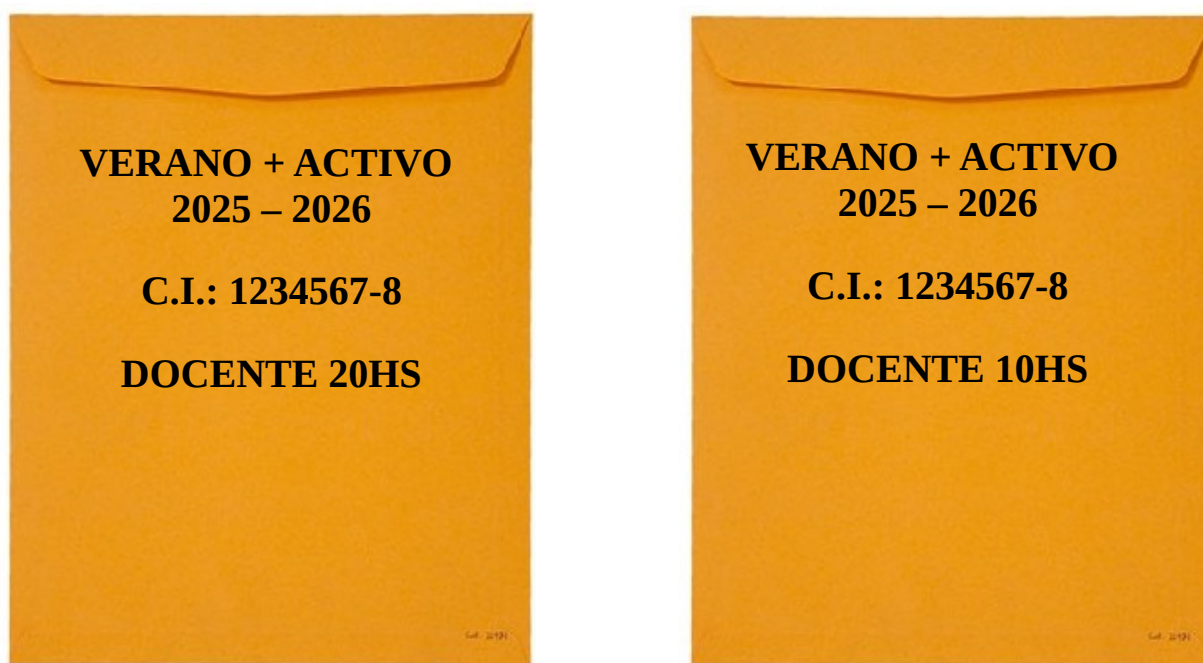 VERANO + ACTIVO
2025 – 2026
C.I.: 1234567-8
DOCENTE 20HS
VERANO + ACTIVO
2025 – 2026
C.I.: 1234567-8
DOCENTE 10HS